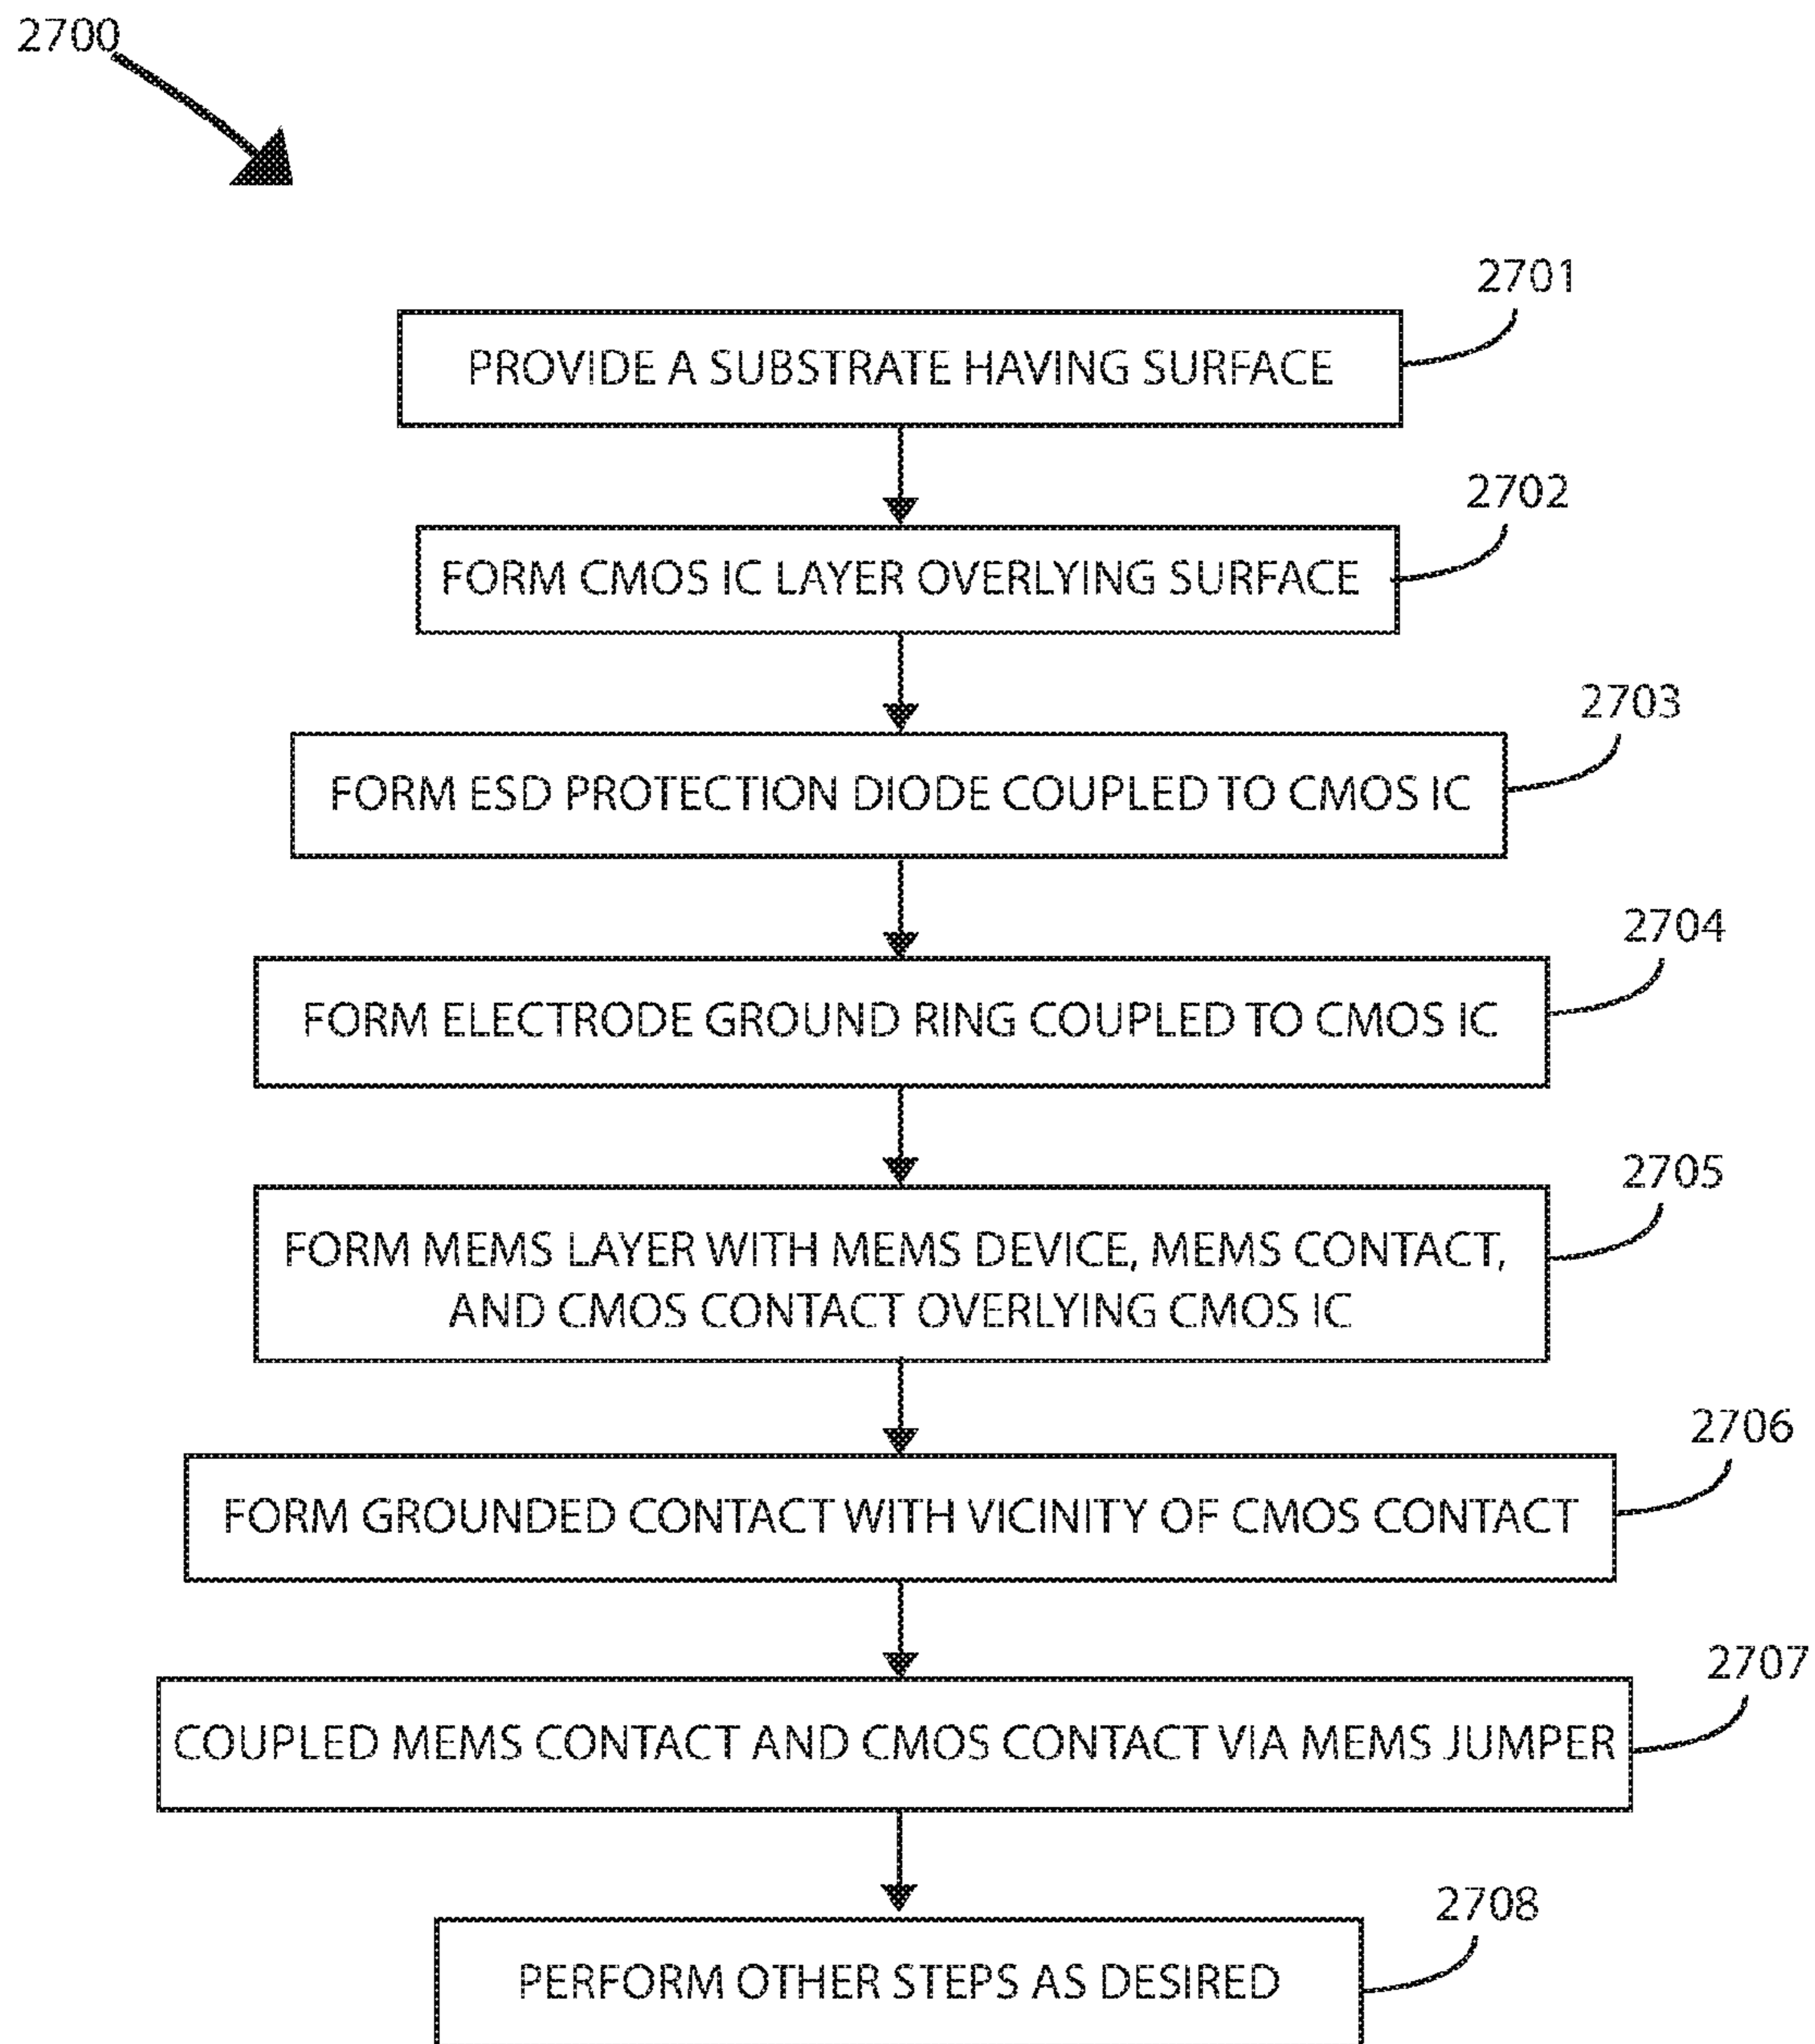 2700
2701
PROVIDE A SUBSTRATE HAVING SURFACE
2702
FORM CMOS IC LAYER OVERLYING SURFACE
2703
FORM ESD PROTECTION DIODE COUPLED TO CMOS IC
2704
FORM ELECTRODE GROUND RING COUPLED TO CMOS IC
2705
FORM MEMS LAYER WITH MEMS DEVICE, MEMS CONTACT,
AND CMOS CONTACT OVERLYING CMOS IC
2706
FORM GROUNDED CONTACT WITH VICINITY OF CMOS CONTACT
2707
COUPLED MEMS CONTACT AND CMOS CONTACT VIA MEMS JUMPER
2708
PERFORM OTHER STEPS AS DESIRED